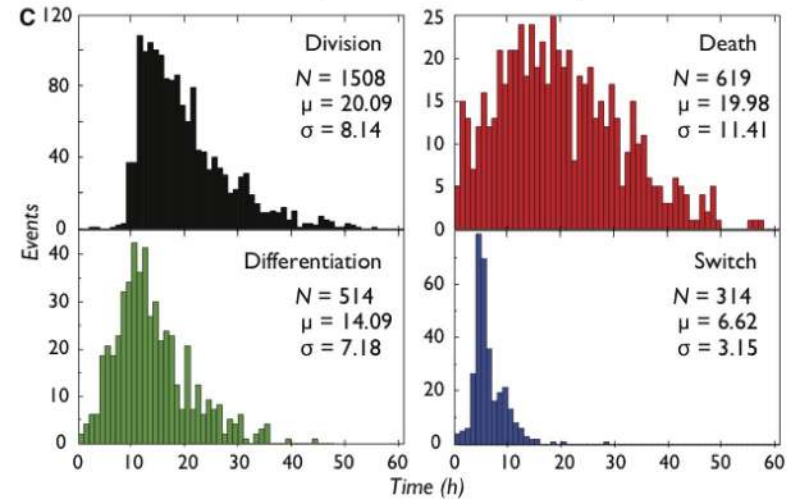 C
120
80
40
0
Division
N = 1508
μ = 20.09
σ = 8.14
25
20
15
10
5
0
Death
N = 619
μ = 19.98
σ = 11.41
Events
40
30
20
10
0
Differentiation
N = 514
μ = 14.09
σ = 7.18
0 10 20 30 40 50 60
60
40
20
0
Switch
N = 314
μ = 6.62
σ = 3.15
0 10 20 30 40 50 60
Time (h)